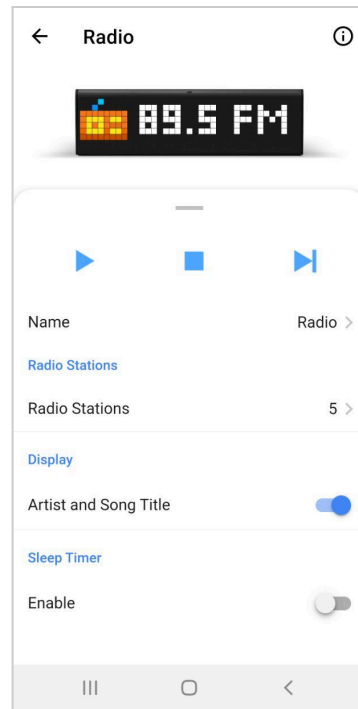 Radio
89.5 FM
Name Radio
Radio Stations
Radio Stations 5
Display
Artist and Song Title
Sleep Timer
Enable